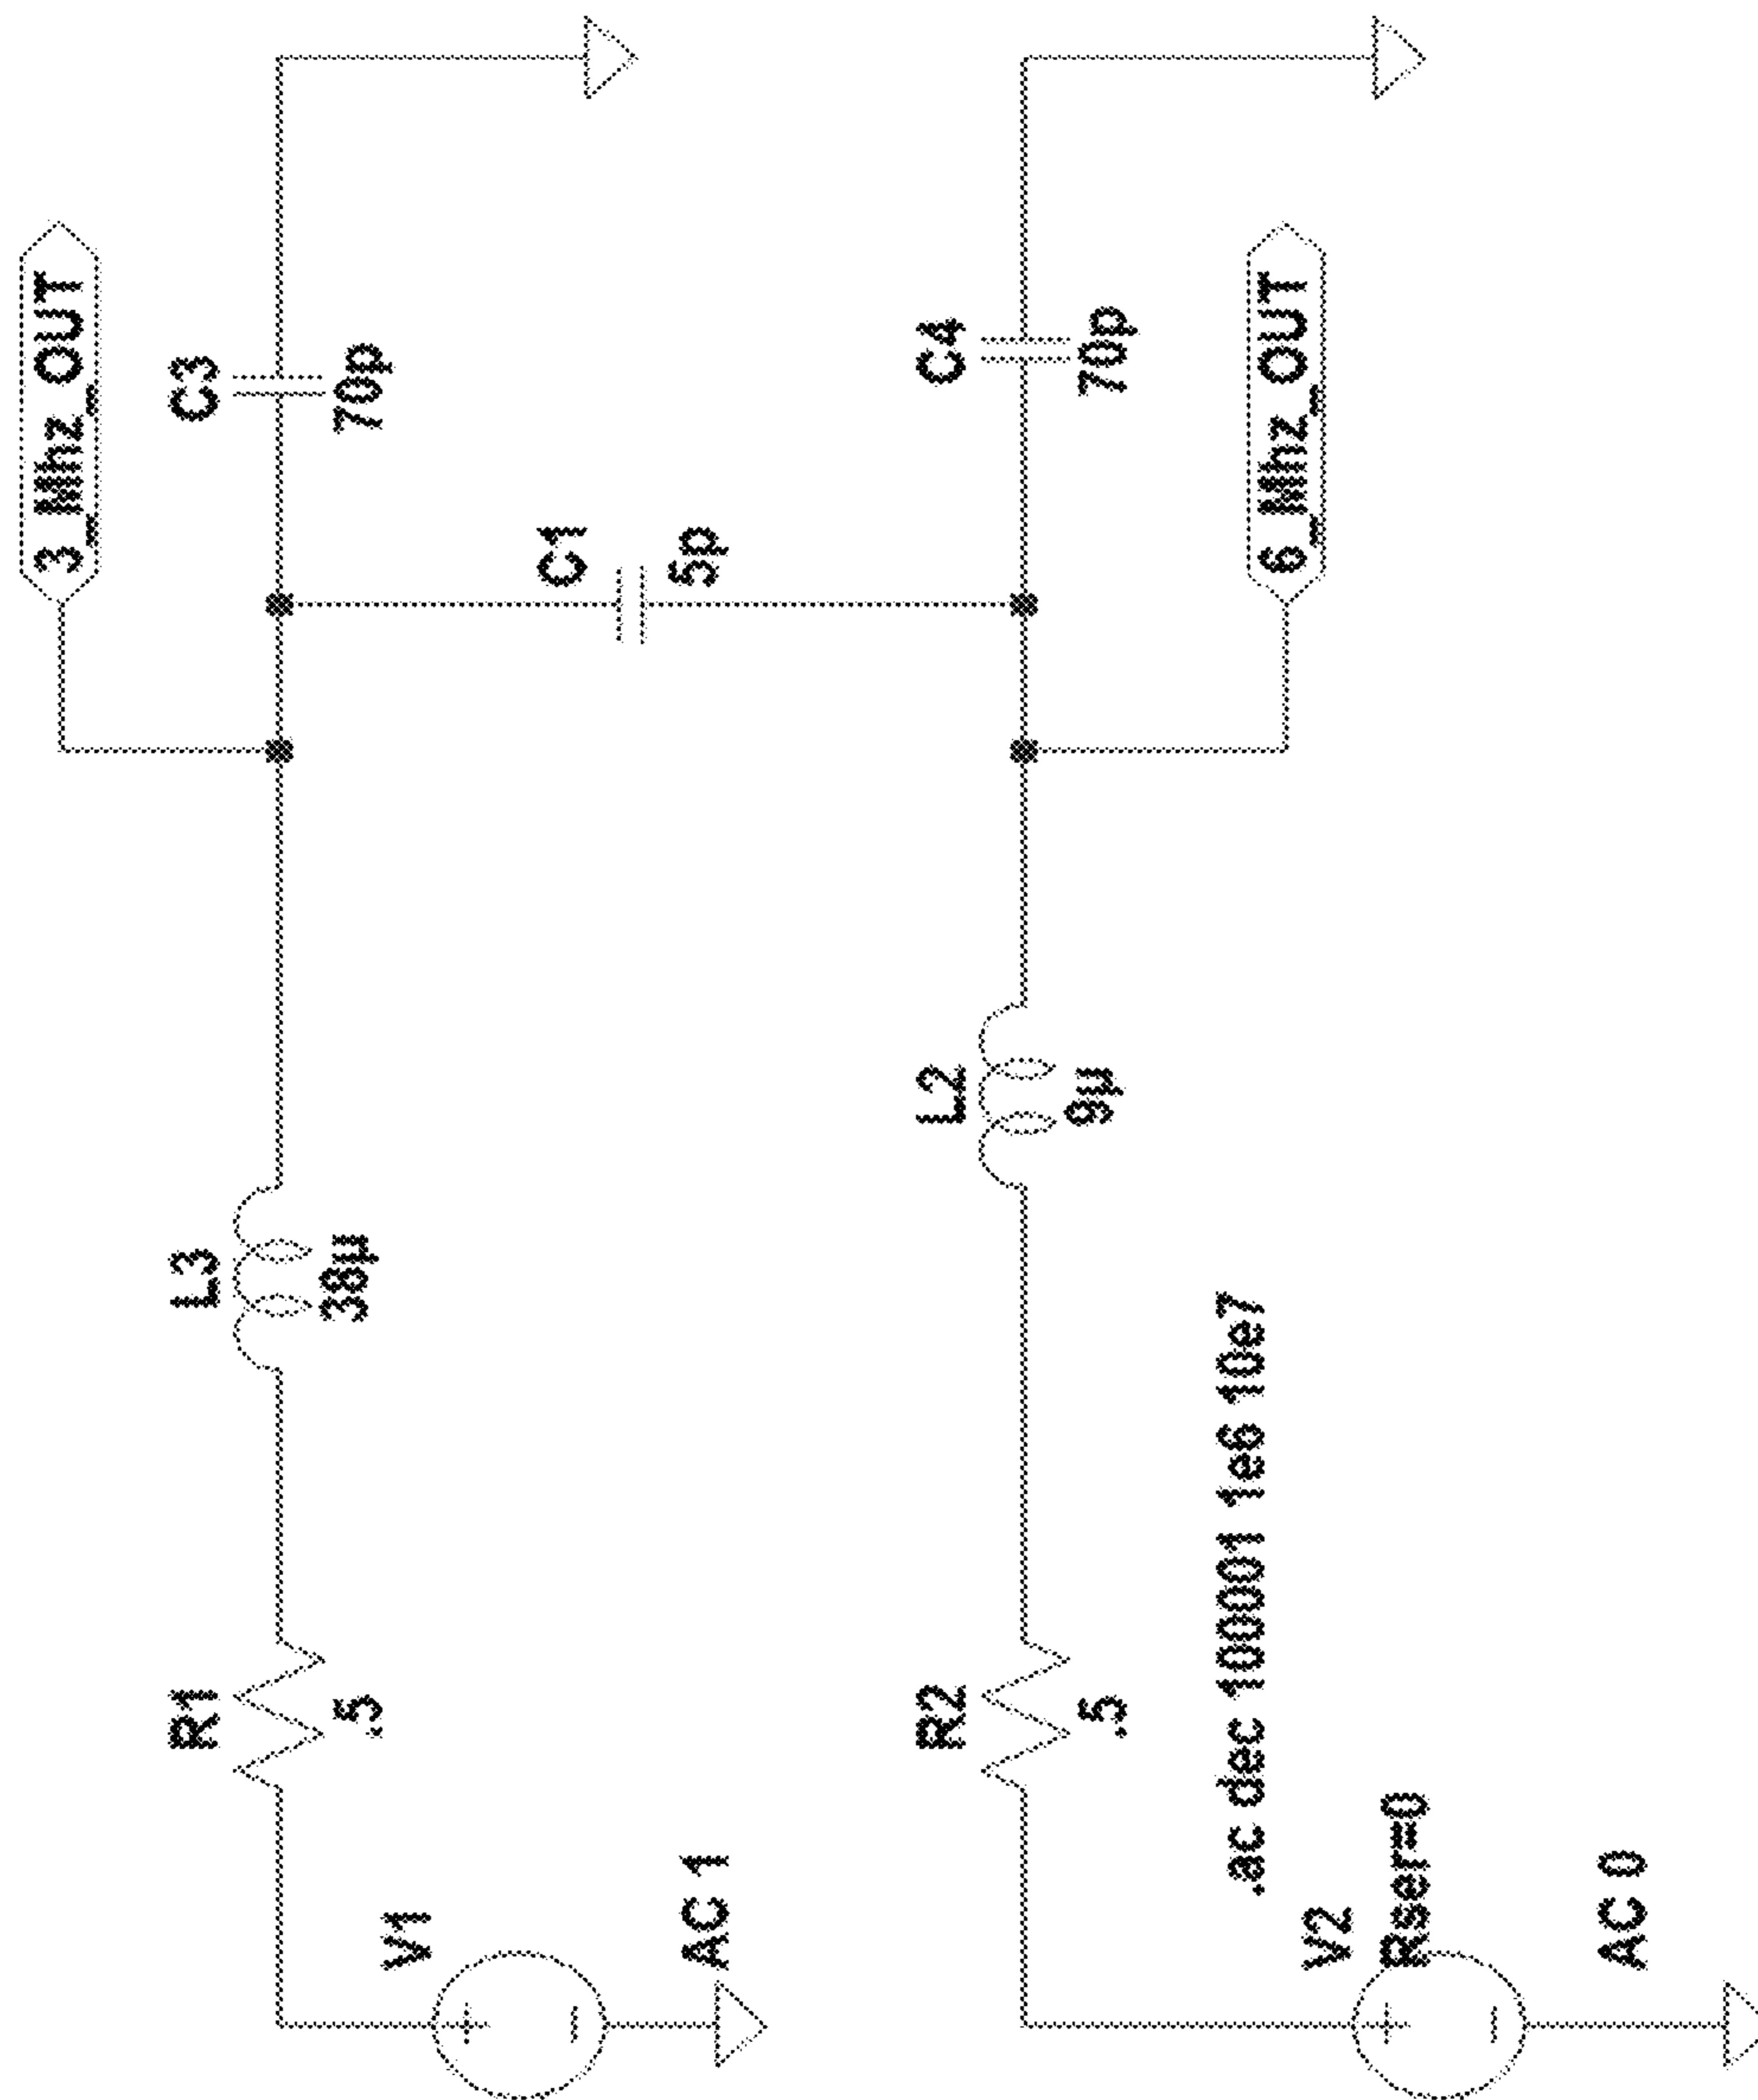 3_Mhz_OUT
C3
70p
C1
5p
L3
38µ
R1
.5
V1
AC 1
C4
70p
6_Mhz_OUT
L2
9µ
R2
.5
.ac dec 100001 1e6 10e7
V2
Rser=0
AC 0